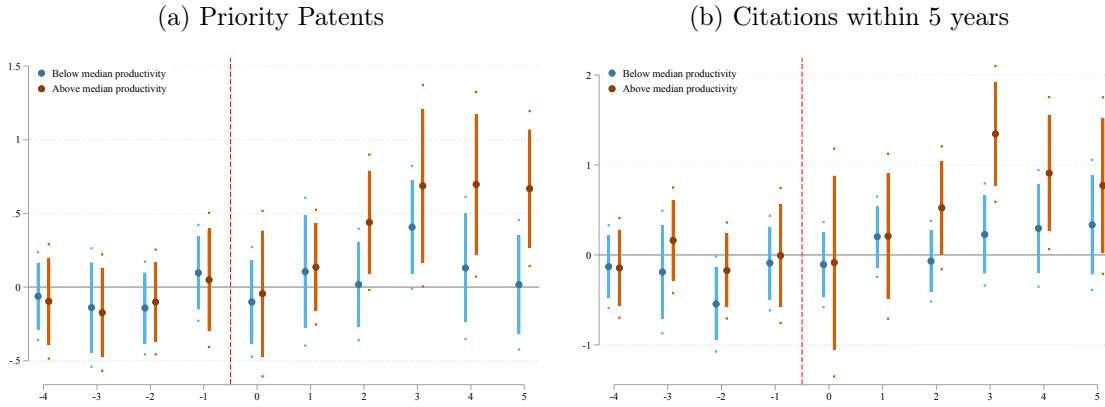 (a) Priority Patents
(b) Citations within 5 years
Below median productivity
Above median productivity
1.5
1
.5
0
-.5
-4 -3 -2 -1 0 1 2 3 4 5
Below median productivity
Above median productivity
2
1
0
-1
-4 -3 -2 -1 0 1 2 3 4 5